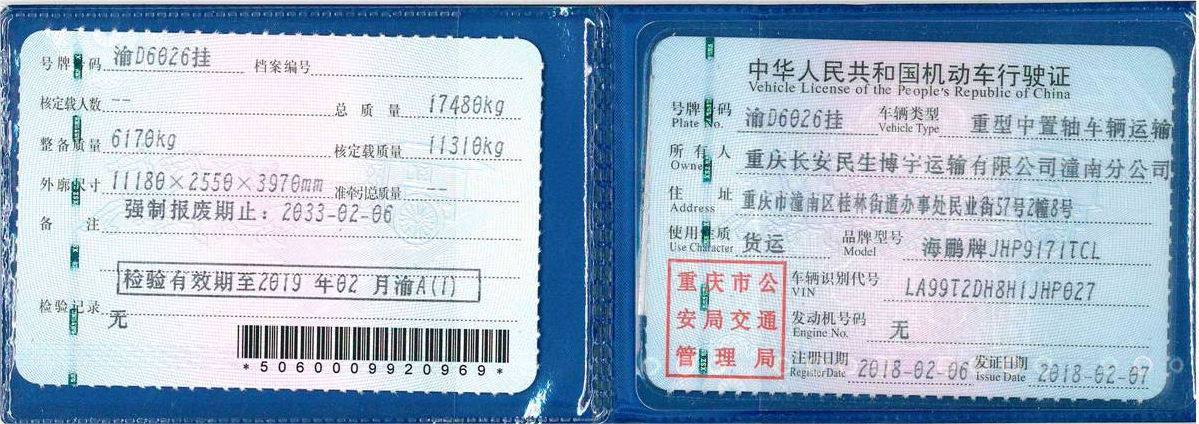 号牌号码 渝D6026挂 档案编号
核定载人数 -- 总质量 17480kg
整备质量 6170kg 核定载质量 11310kg
外廓尺寸 11180×2550×3970mm 准牵引总质量 --
备注 强制报废期止：2033-02-06
检验有效期至2019 年02 月渝A(T)
检验记录
无
*5060009920969*
中华人民共和国机动车行驶证
Vehicle License of the People's Republic of China
号牌号码 渝D6026挂 车辆类型 重型中置轴车辆运输
Plate No. Vehicle Type
所有人 重庆长安民生博宇运输有限公司潼南分公司
Owner
住址 重庆市潼南区桂林街道办事处民业街57号2幢8号
Address
使用性质 货运 品牌型号 海鹏牌JHP9171TCL
Use Character Model
重庆市公
安局交通
管理局
车辆识别代号 LA99T2DH8H1JHP027
VIN
发动机号码 无
Engine No.
注册日期 2018-02-06 发证日期 2018-02-07
Register Date Issue Date